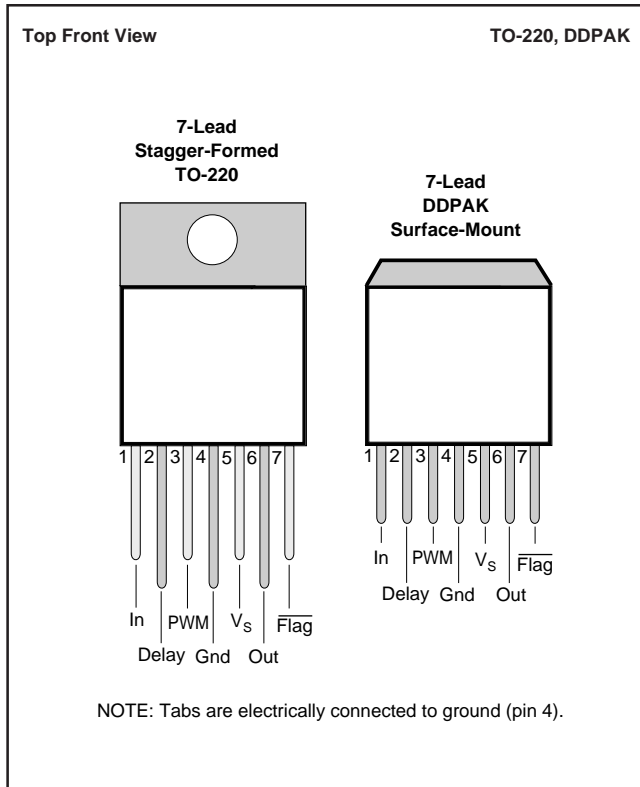 Top Front View
TO-220, DDPAK
7-Lead
Stagger-Formed
TO-220
7-Lead
DDPAK
Surface-Mount
1 2 3 4 5 6 7
In PWM VS Flag
Delay Gnd Out
1 2 3 4 5 6 7
In PWM VS Flag
Delay Gnd Out
NOTE: Tabs are electrically connected to ground (pin 4).